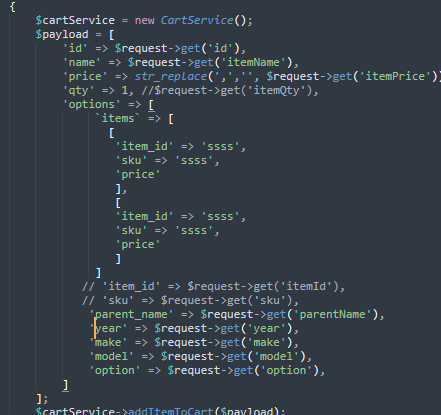 {
$cartService = new CartService();
$payload = [
'id' => $request->get('id'),
'name' => $request->get('itemName'),
'price' => str_replace(',','', $request->get('itemPrice')
'qty' => 1, //$request->get('itemQty'),
'options' => [
`items` => [
[
'item_id' => 'ssss',
'sku' => 'ssss',
'price'
],
[
'item_id' => 'ssss',
'sku' => 'ssss',
'price'
]
]
// 'item_id' => $request->get('itemId'),
// 'sku' => $request->get('sku'),
'parent_name' => $request->get('parentName'),
'year' => $request->get('year'),
'make' => $request->get('make'),
'model' => $request->get('model'),
'option' => $request->get('option'),
]
];
$cartService->addItemToCart($payload);